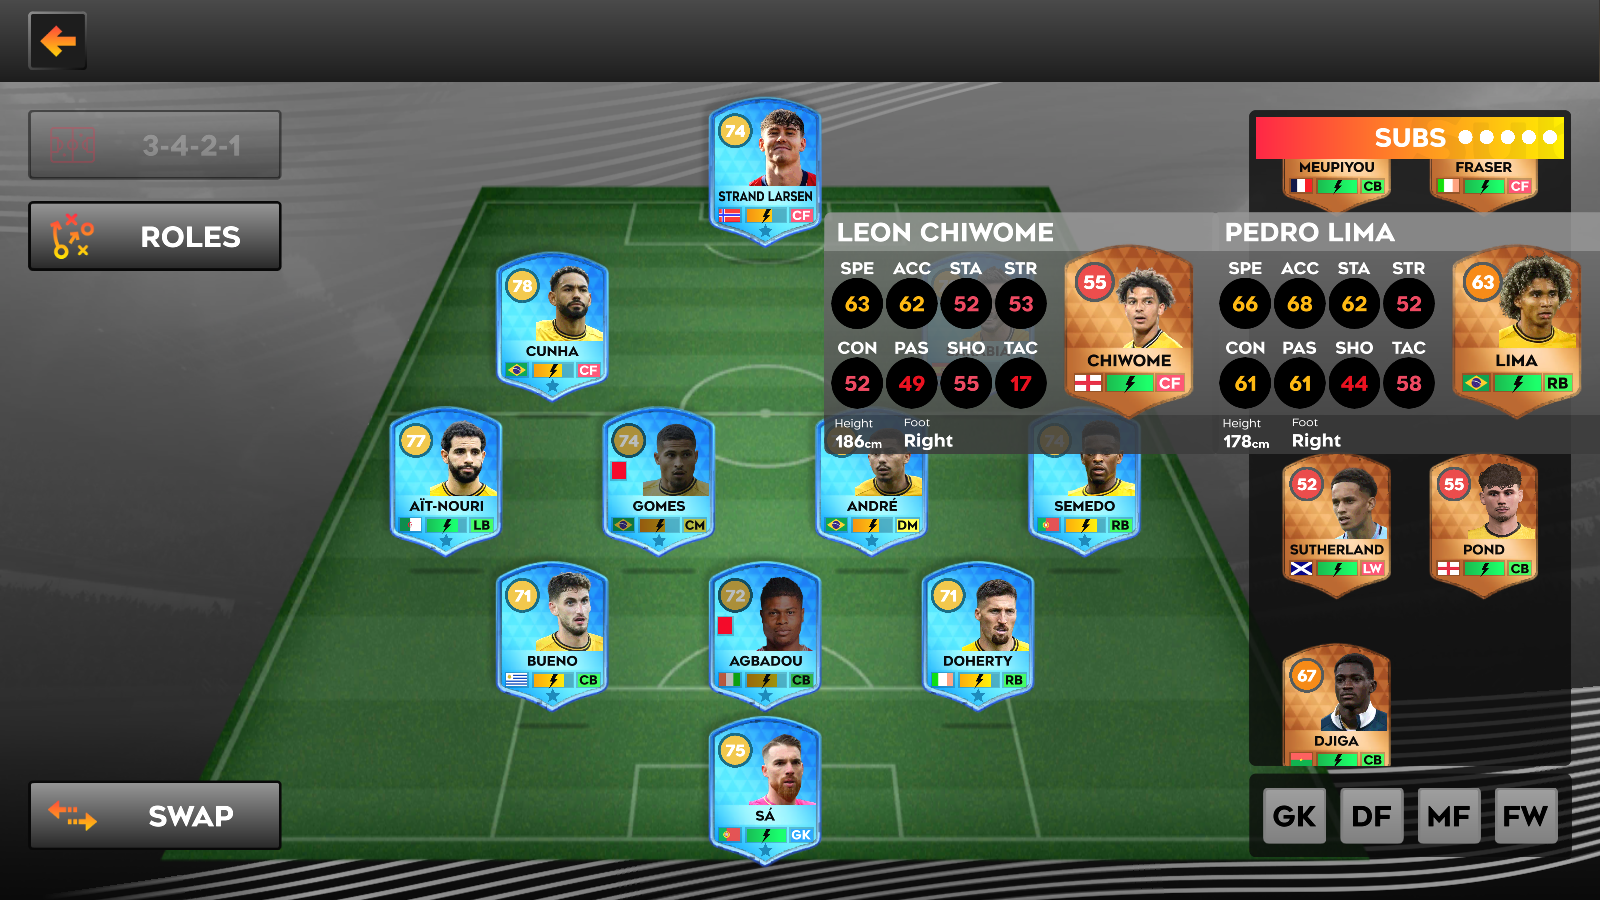 3-4-2-1
ROLES
SWAP
74
STRAND LARSEN
CF
78
CUNHA
CF
77
AÏT-NOURI
LB
74
GOMES
CM
ANDRÉ
DM
74
SEMEDO
RB
71
BUENO
CB
72
AGBADOU
CB
71
DOHERTY
RB
75
SÁ
GK
SUBS
MEUPIYOU
CB
FRASER
CF
LEON CHIWOME
SPE ACC STA STR
63 62 52 53
CON PAS SHO TAC
52 49 55 17
Height Foot
186cm Right
55
CHIWOME
CF
PEDRO LIMA
SPE ACC STA STR
66 68 62 52
CON PAS SHO TAC
61 61 44 58
Height Foot
178cm Right
63
LIMA
RB
52
SUTHERLAND
LW
55
POND
CB
67
DJIGA
CB
GK DF MF FW